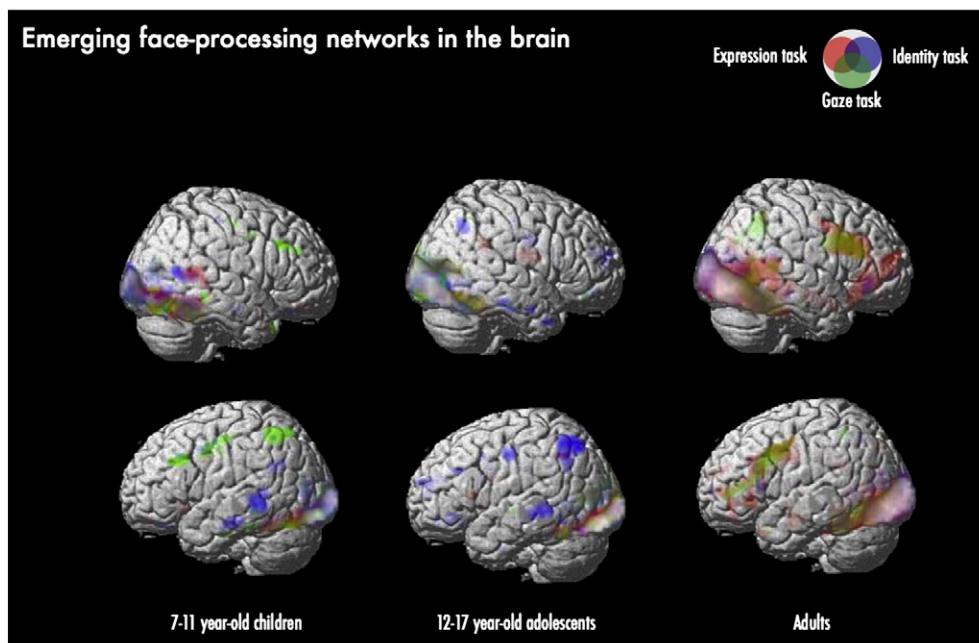 Emerging face-processing networks in the brain
Expression task
Identity task
Gaze task
7-11 year-old children
12-17 year-old adolescents
Adults